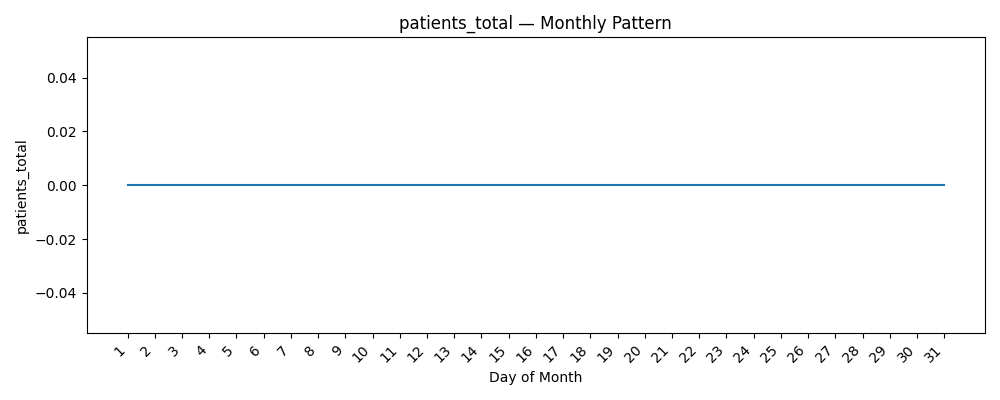 patients_total — Monthly Pattern
patients_total
0.04
0.02
0.00
−0.02
−0.04
1 2 3 4 5 6 7 8 9 10 11 12 13 14 15 16 17 18 19 20 21 22 23 24 25 26 27 28 29 30 31
Day of Month